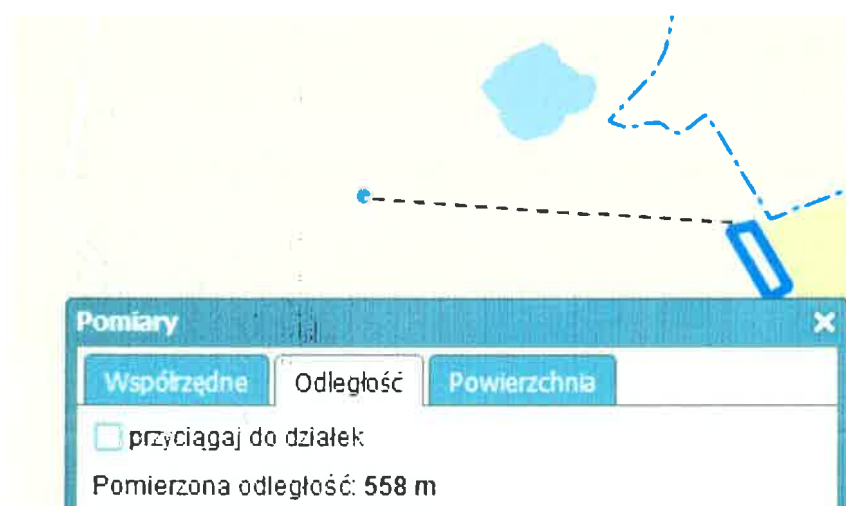 Pomiary
Współrzędne Odległość Powierzchnia
przyciągaj do działek
Pomierzona odległość: 558 m